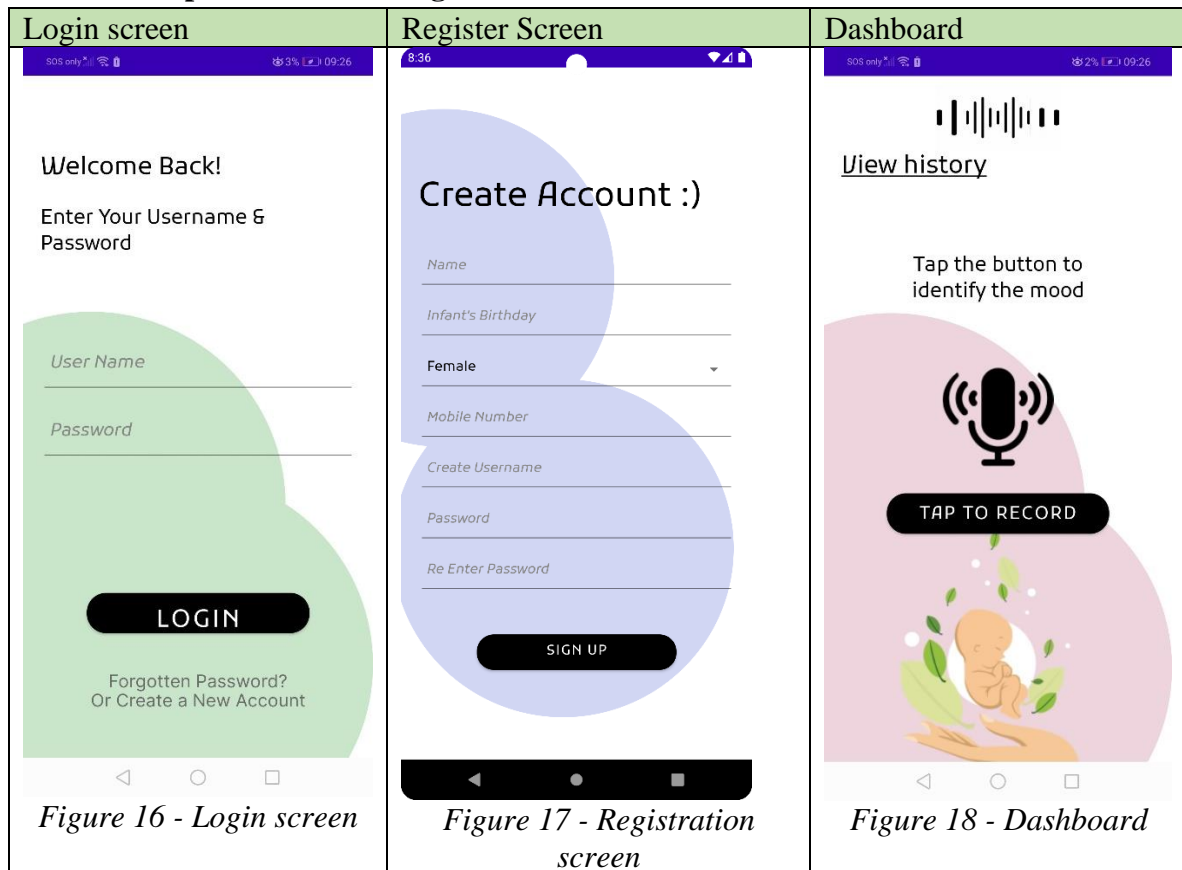 Login screen
Register Screen
Dashboard
SOS only
3%
09:26
Welcome Back!
Enter Your Username &
Password
User Name
Password
LOGIN
Forgotten Password?
Or Create a New Account
8:36
Create Account :)
Name
Infant's Birthday
Female
Mobile Number
Create Username
Password
Re Enter Password
SIGN UP
SOS only
2%
09:26
View history
Tap the button to
identify the mood
TAP TO RECORD
Figure 16 - Login screen
Figure 17 - Registration
screen
Figure 18 - Dashboard